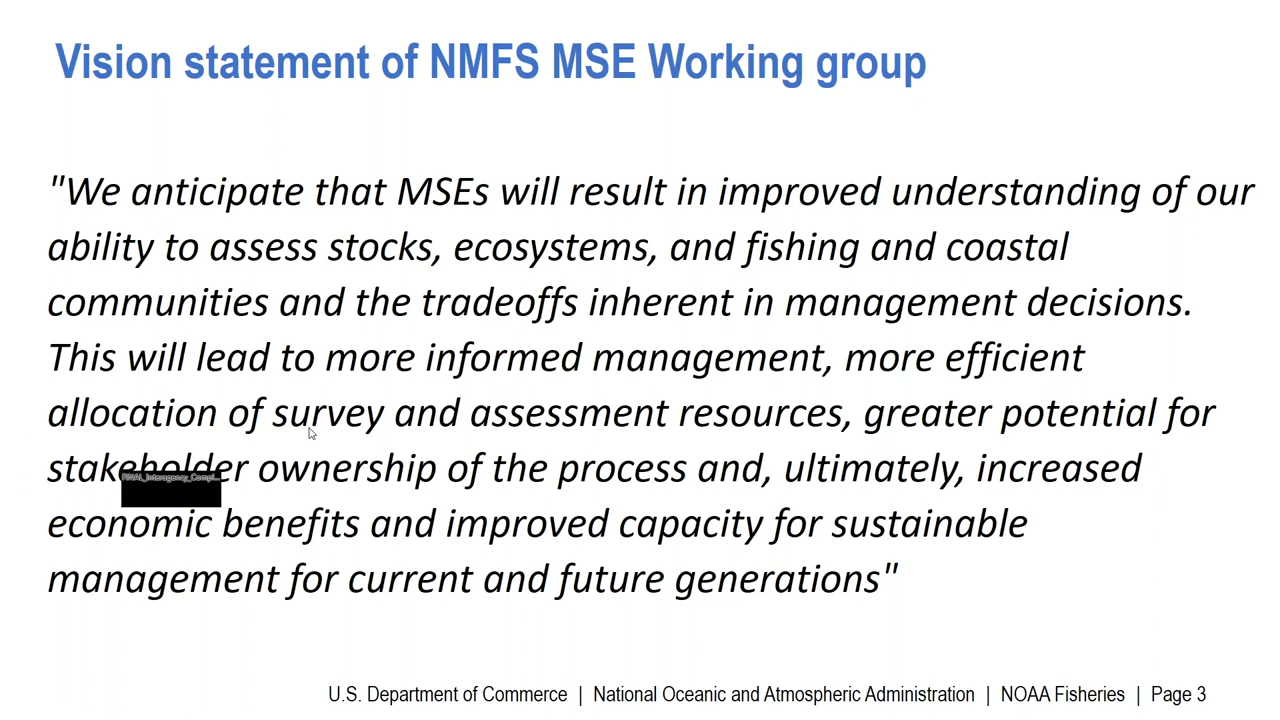 Vision statement of NMFS MSE Working group
"We anticipate that MSEs will result in improved understanding of our
ability to assess stocks, ecosystems, and fishing and coastal
communities and the tradeoffs inherent in management decisions.
This will lead to more informed management, more efficient
allocation of survey and assessment resources, greater potential for
stakeholder ownership of the process and, ultimately, increased
economic benefits and improved capacity for sustainable
management for current and future generations"
U.S. Department of Commerce | National Oceanic and Atmospheric Administration | NOAA Fisheries | Page 3